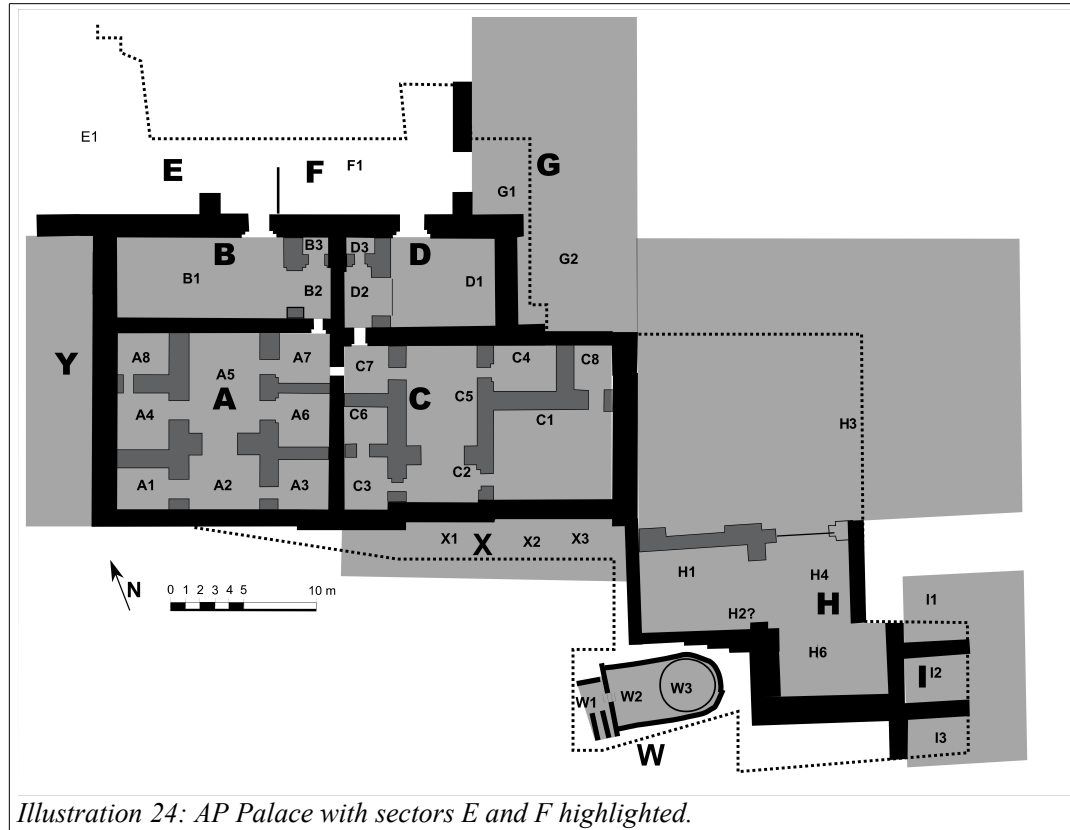 E1
E
F
F1
G
G1
G2
B
B3
D3
D
B1
B2
D2
D1
Y
A8
A7
A5
A
A4
A6
A1
A2
A3
C7
C4
C8
C5
C
C6
C1
C2
C3
H3
X1
X
X2
X3
H1
H4
H2?
H
H6
I1
I
I2
I3
W1
W2
W3
W
N
0 1 2 3 4 5 10 m
Illustration 24: AP Palace with sectors E and F highlighted.